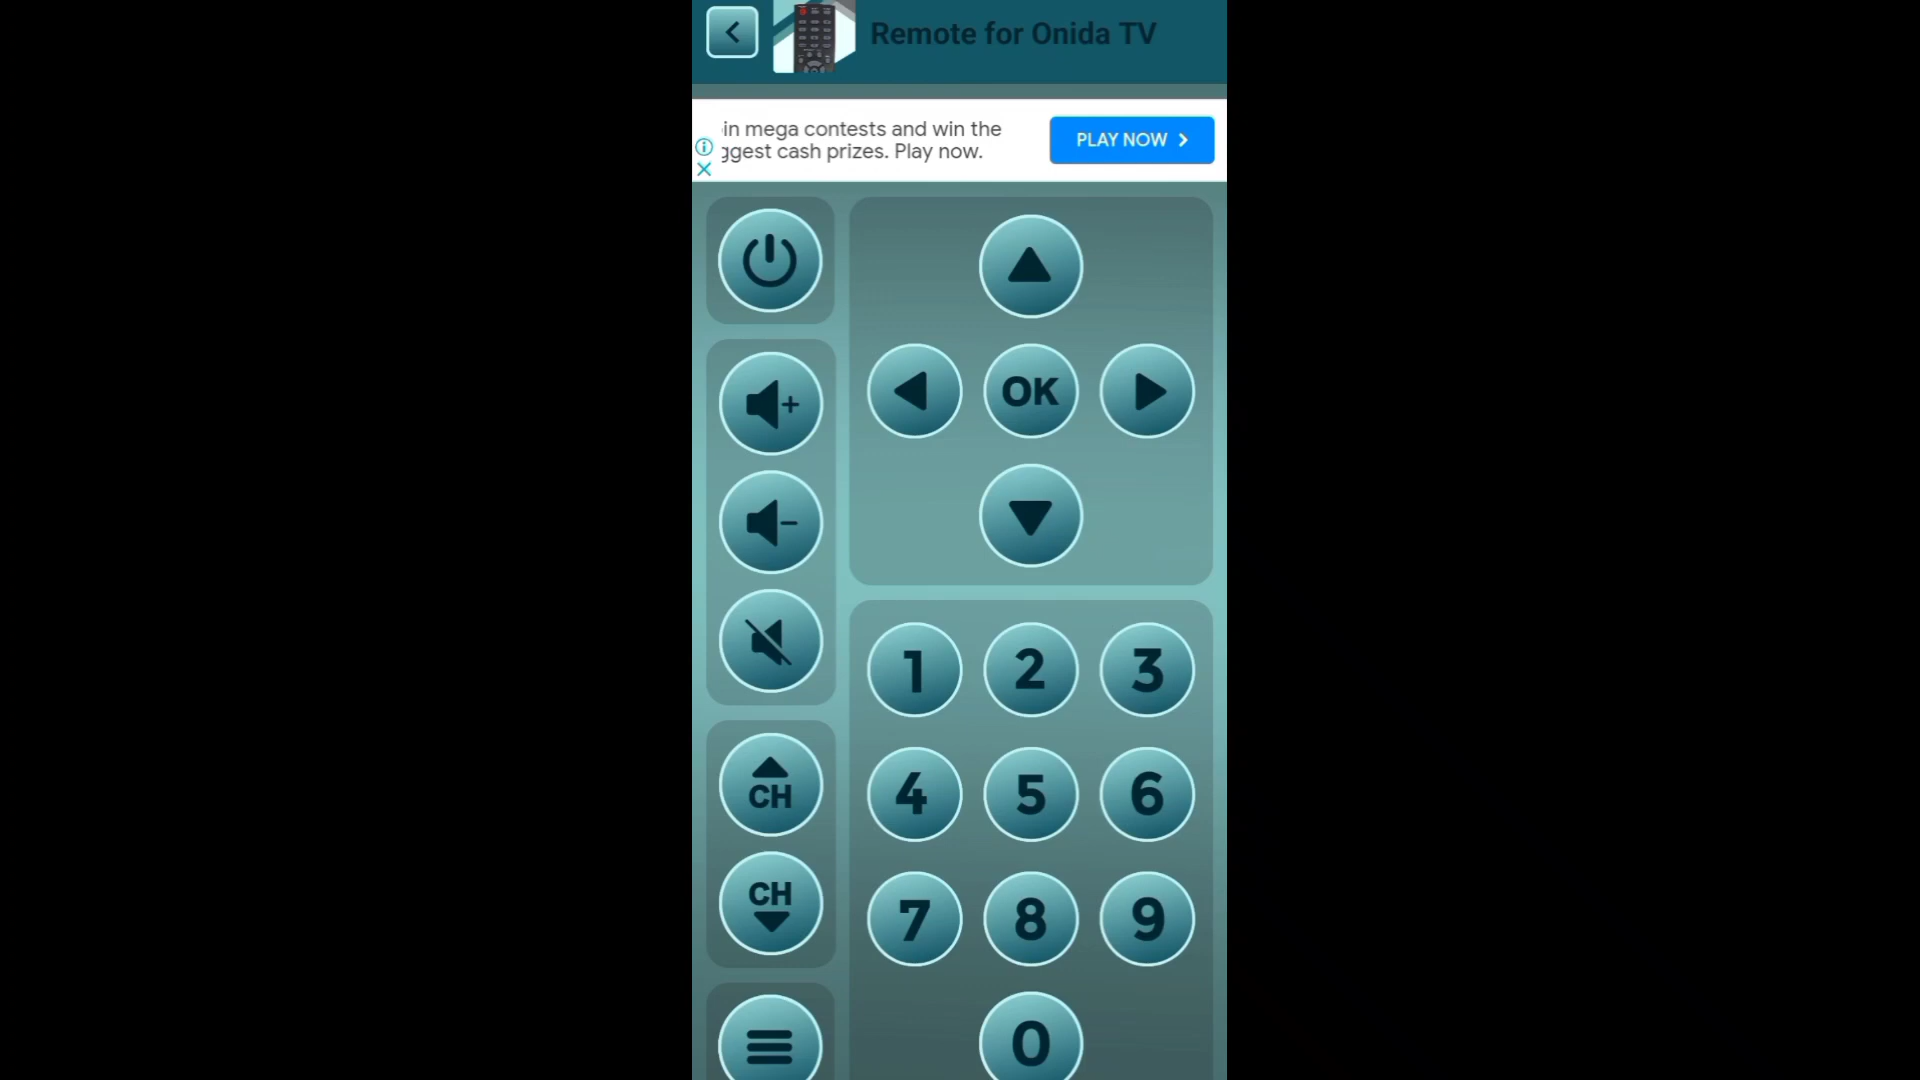 Remote for Onida TV
in mega contests and win the
ggest cash prizes. Play now.
PLAY NOW
OK
1 2 3
CH
4 5 6
CH
7 8 9
0